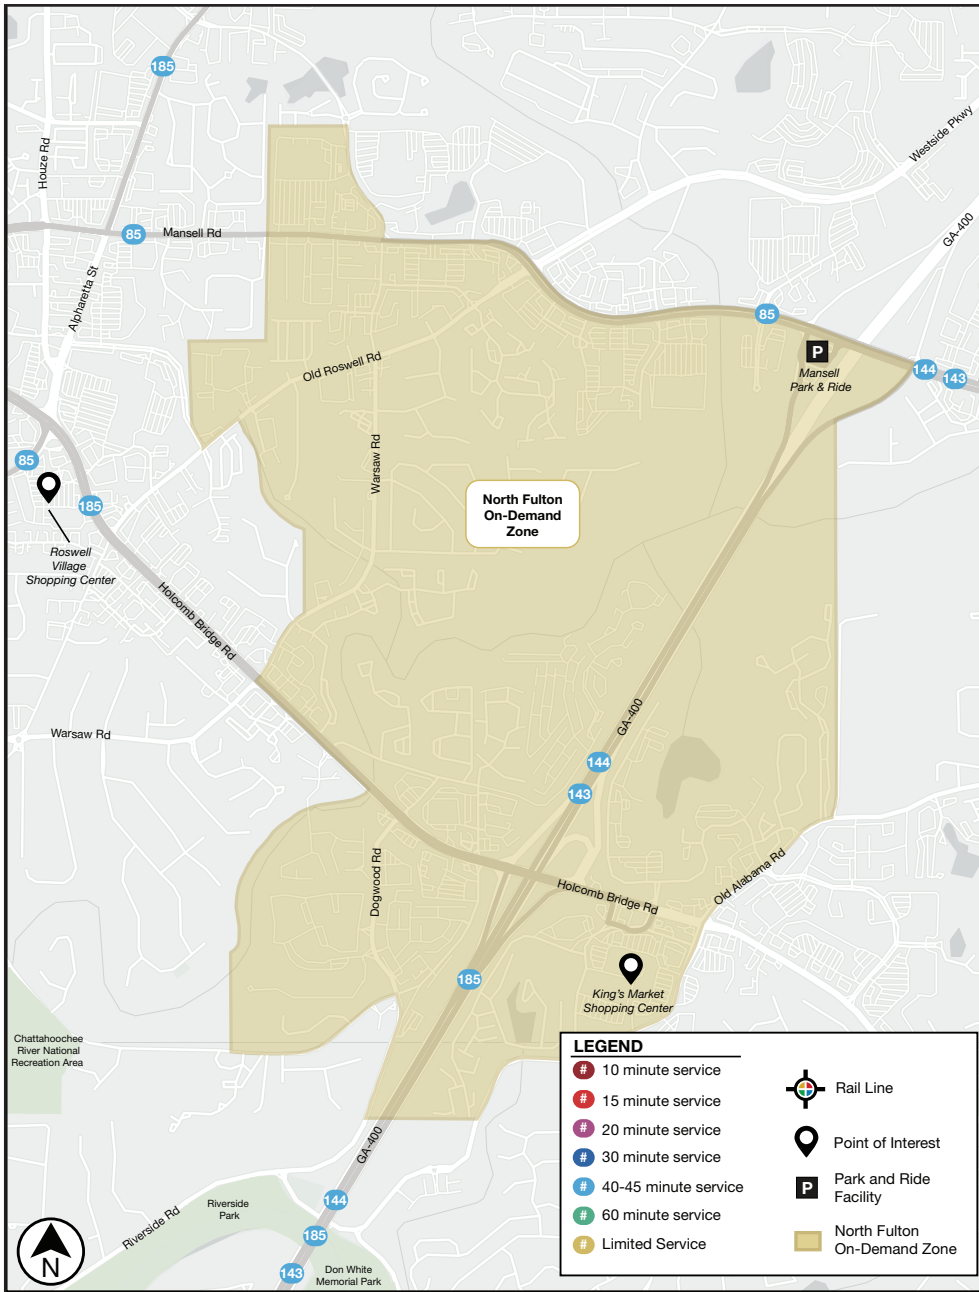 185
Houze Rd
Westside Pkwy
GA-400
85
Mansell Rd
Alpharetta St
85
P
Mansell
Park & Ride
144
143
Old Roswell Rd
Warsaw Rd
85
185
Roswell
Village
Shopping Center
North Fulton
On-Demand
Zone
Holcomb Bridge Rd
Warsaw Rd
GA-400
144
143
Dogwood Rd
Old Alabama Rd
Holcomb Bridge Rd
185
King's Market
Shopping Center
Chattahoochee
River National
Recreation Area
GA-400
Riverside Rd
Riverside
Park
144
185
143
Don White
Memorial Park
N
LEGEND
# 10 minute service
# 15 minute service
# 20 minute service
# 30 minute service
# 40-45 minute service
# 60 minute service
# Limited Service
Rail Line
Point of Interest
P Park and Ride
Facility
North Fulton
On-Demand Zone